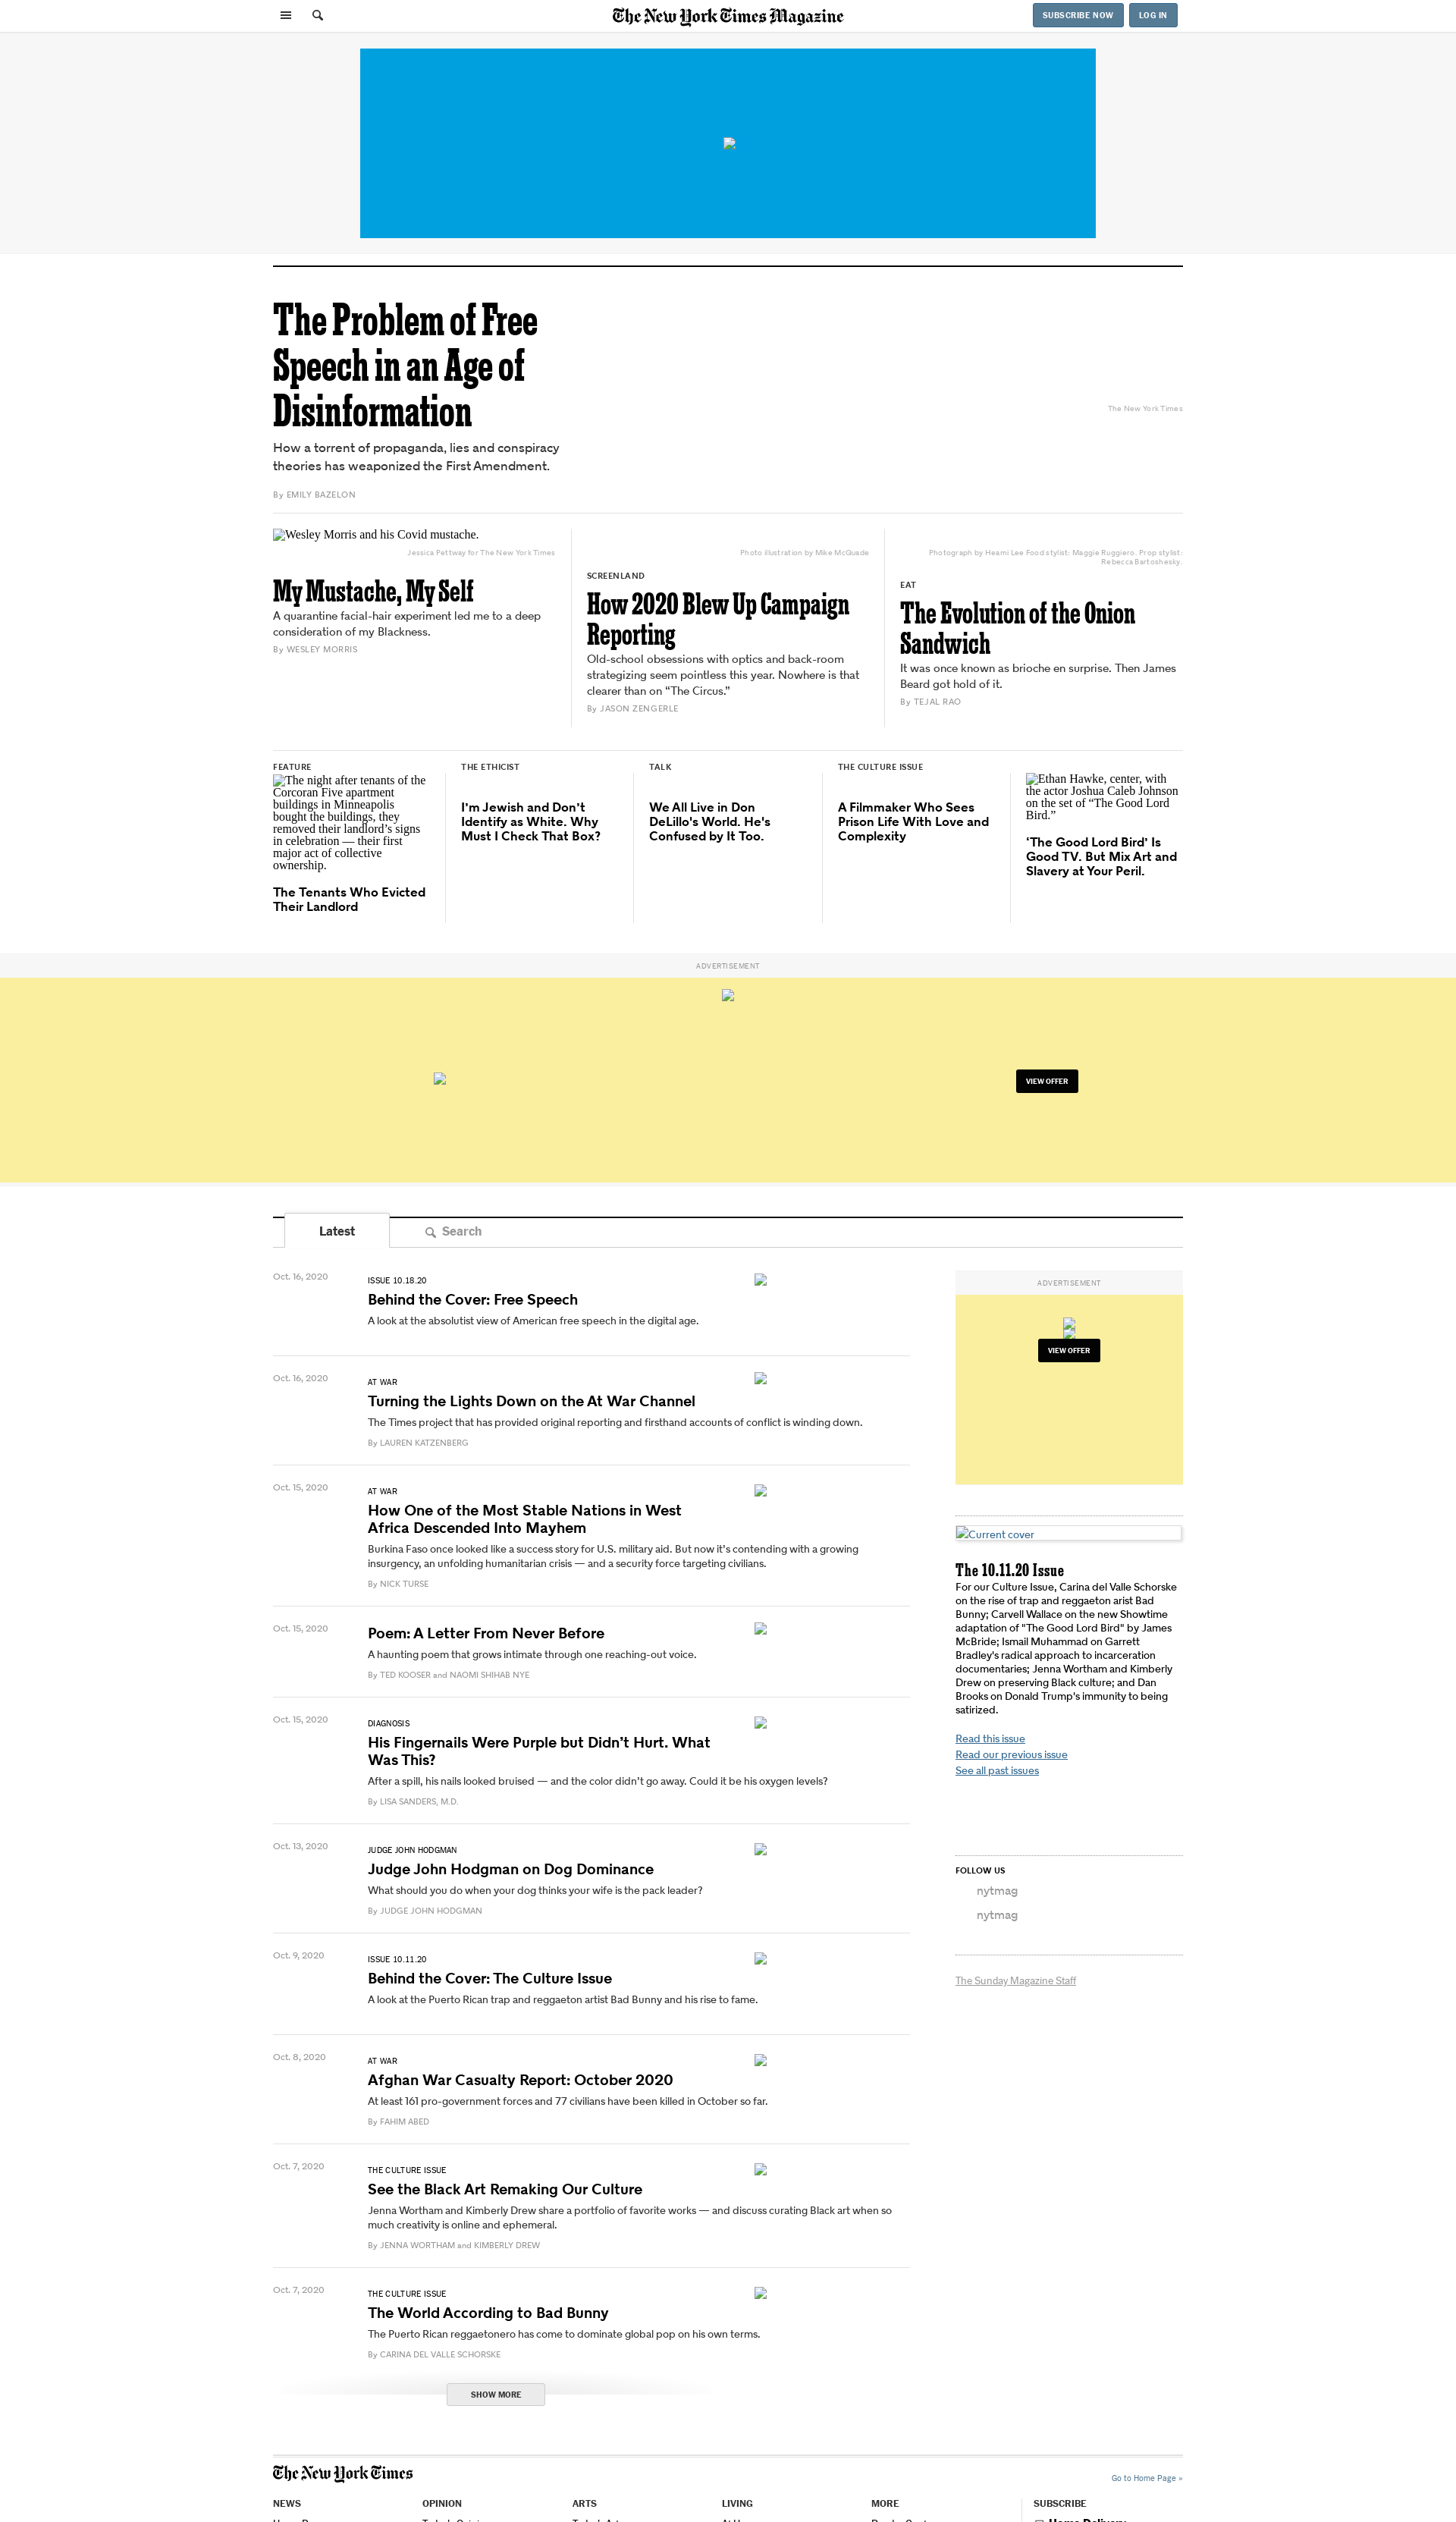 The New York Times Magazine
SUBSCRIBE NOW
LOG IN
The Problem of Free
Speech in an Age of
Disinformation
How a torrent of propaganda, lies and conspiracy
theories has weaponized the First Amendment.
By EMILY BAZELON
The New York Times
Wesley Morris and his Covid mustache.
Jessica Pettway for The New York Times
My Mustache, My Self
A quarantine facial-hair experiment led me to a deep
consideration of my Blackness.
By WESLEY MORRIS
Photo illustration by Mike McQuade
SCREENLAND
How 2020 Blew Up Campaign
Reporting
Old-school obsessions with optics and back-room
strategizing seem pointless this year. Nowhere is that
clearer than on “The Circus.”
By JASON ZENGERLE
Photograph by Heami Lee Food stylist: Maggie Ruggiero. Prop stylist:
Rebecca Bartoshesky.
EAT
The Evolution of the Onion
Sandwich
It was once known as brioche en surprise. Then James
Beard got hold of it.
By TEJAL RAO
FEATURE
The night after tenants of the
Corcoran Five apartment
buildings in Minneapolis
bought the buildings, they
removed their landlord’s signs
in celebration — their first
major act of collective
ownership.
The Tenants Who Evicted
Their Landlord
THE ETHICIST
I’m Jewish and Don’t
Identify as White. Why
Must I Check That Box?
TALK
We All Live in Don
DeLillo's World. He's
Confused by It Too.
THE CULTURE ISSUE
A Filmmaker Who Sees
Prison Life With Love and
Complexity
Ethan Hawke, center, with
the actor Joshua Caleb Johnson
on the set of “The Good Lord
Bird.”
‘The Good Lord Bird’ Is
Good TV. But Mix Art and
Slavery at Your Peril.
ADVERTISEMENT
VIEW OFFER
Latest
Search
Oct. 16, 2020
ISSUE 10.18.20
Behind the Cover: Free Speech
A look at the absolutist view of American free speech in the digital age.
Oct. 16, 2020
AT WAR
Turning the Lights Down on the At War Channel
The Times project that has provided original reporting and firsthand accounts of conflict is winding down.
By LAUREN KATZENBERG
Oct. 15, 2020
AT WAR
How One of the Most Stable Nations in West
Africa Descended Into Mayhem
Burkina Faso once looked like a success story for U.S. military aid. But now it’s contending with a growing
insurgency, an unfolding humanitarian crisis — and a security force targeting civilians.
By NICK TURSE
Oct. 15, 2020
Poem: A Letter From Never Before
A haunting poem that grows intimate through one reaching-out voice.
By TED KOOSER and NAOMI SHIHAB NYE
Oct. 15, 2020
DIAGNOSIS
His Fingernails Were Purple but Didn’t Hurt. What
Was This?
After a spill, his nails looked bruised — and the color didn’t go away. Could it be his oxygen levels?
By LISA SANDERS, M.D.
Oct. 13, 2020
JUDGE JOHN HODGMAN
Judge John Hodgman on Dog Dominance
What should you do when your dog thinks your wife is the pack leader?
By JUDGE JOHN HODGMAN
Oct. 9, 2020
ISSUE 10.11.20
Behind the Cover: The Culture Issue
A look at the Puerto Rican trap and reggaeton artist Bad Bunny and his rise to fame.
Oct. 8, 2020
AT WAR
Afghan War Casualty Report: October 2020
At least 161 pro-government forces and 77 civilians have been killed in October so far.
By FAHIM ABED
Oct. 7, 2020
THE CULTURE ISSUE
See the Black Art Remaking Our Culture
Jenna Wortham and Kimberly Drew share a portfolio of favorite works — and discuss curating Black art when so
much creativity is online and ephemeral.
By JENNA WORTHAM and KIMBERLY DREW
Oct. 7, 2020
THE CULTURE ISSUE
The World According to Bad Bunny
The Puerto Rican reggaetonero has come to dominate global pop on his own terms.
By CARINA DEL VALLE SCHORSKE
SHOW MORE
ADVERTISEMENT
VIEW OFFER
Current cover
The 10.11.20 Issue
For our Culture Issue, Carina del Valle Schorske
on the rise of trap and reggaeton arist Bad
Bunny; Carvell Wallace on the new Showtime
adaptation of "The Good Lord Bird" by James
McBride; Ismail Muhammad on Garrett
Bradley's radical approach to incarceration
documentaries; Jenna Wortham and Kimberly
Drew on preserving Black culture; and Dan
Brooks on Donald Trump's immunity to being
satirized.
Read this issue
Read our previous issue
See all past issues
FOLLOW US
nytmag
nytmag
The Sunday Magazine Staff
The New York Times
Go to Home Page »
NEWS
OPINION
ARTS
LIVING
MORE
SUBSCRIBE